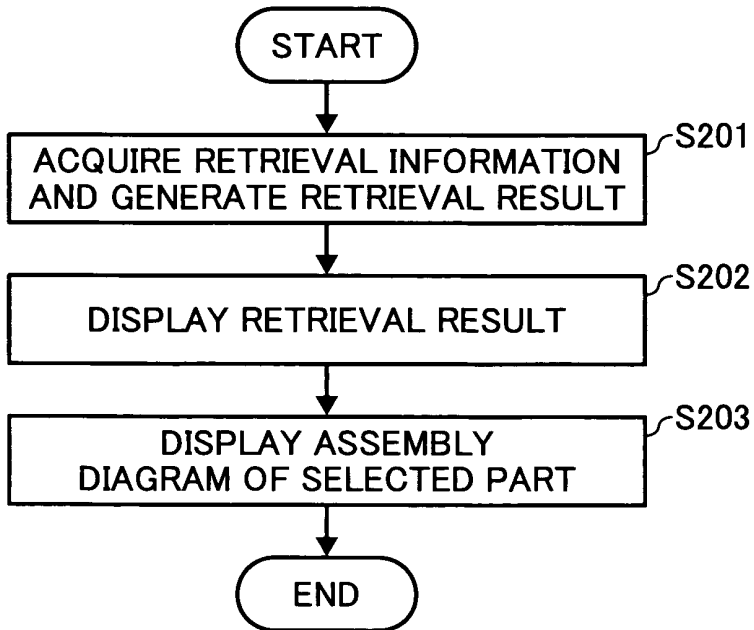 START
S201
ACQUIRE RETRIEVAL INFORMATION
AND GENERATE RETRIEVAL RESULT
S202
DISPLAY RETRIEVAL RESULT
S203
DISPLAY ASSEMBLY
DIAGRAM OF SELECTED PART
END